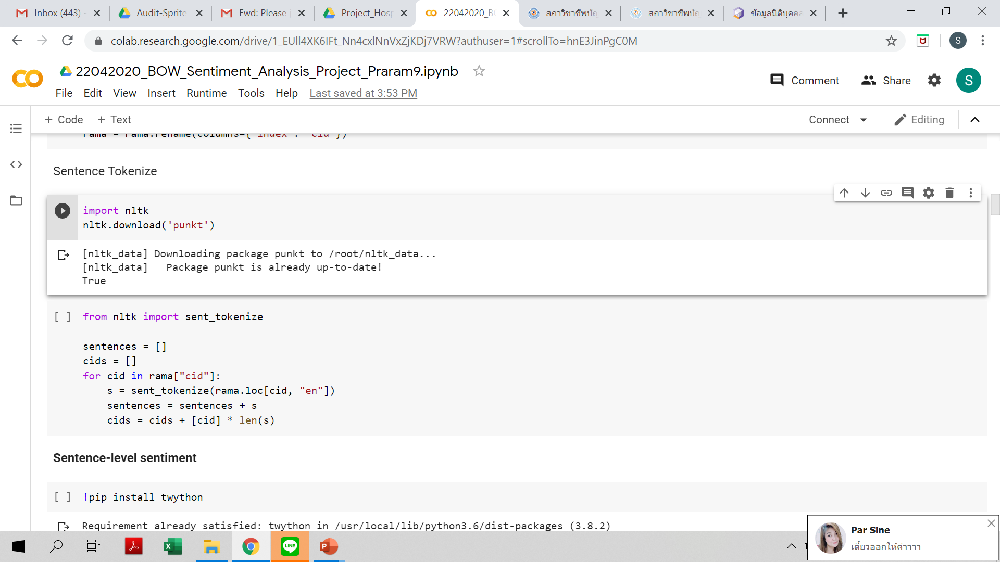 Inbox (443) -
Audit-Sprite
Fwd: Please j
Project_Hosp
22042020_BO
สภาวิชาชีพบัญ
สภาวิชาชีพบัญ
ข้อมูลนิติบุคคล
colab.research.google.com/drive/1_EUll4XK6IFt_Nn4cxlNnVxZjKDj7VRW?authuser=1#scrollTo=hnE3JinPgC0M
S
22042020_BOW_Sentiment_Analysis_Project_Praram9.ipynb
Comment
Share
S
File Edit View Insert Runtime Tools Help Last saved at 3:53 PM
+ Code + Text
Connect
Editing
rama = rama.rename(columns={"index": "cid"})
Sentence Tokenize
import nltk
nltk.download('punkt')
[nltk_data] Downloading package punkt to /root/nltk_data...
[nltk_data]   Package punkt is already up-to-date!
True
[ ] from nltk import sent_tokenize
sentences = []
cids = []
for cid in rama["cid"]:
    s = sent_tokenize(rama.loc[cid, "en"])
    sentences = sentences + s
    cids = cids + [cid] * len(s)
Sentence-level sentiment
[ ] !pip install twython
Requirement already satisfied: twython in /usr/local/lib/python3.6/dist-packages (3.8.2)
Par Sine
เดี๋ยวออกให้ค่าาาา
LINE